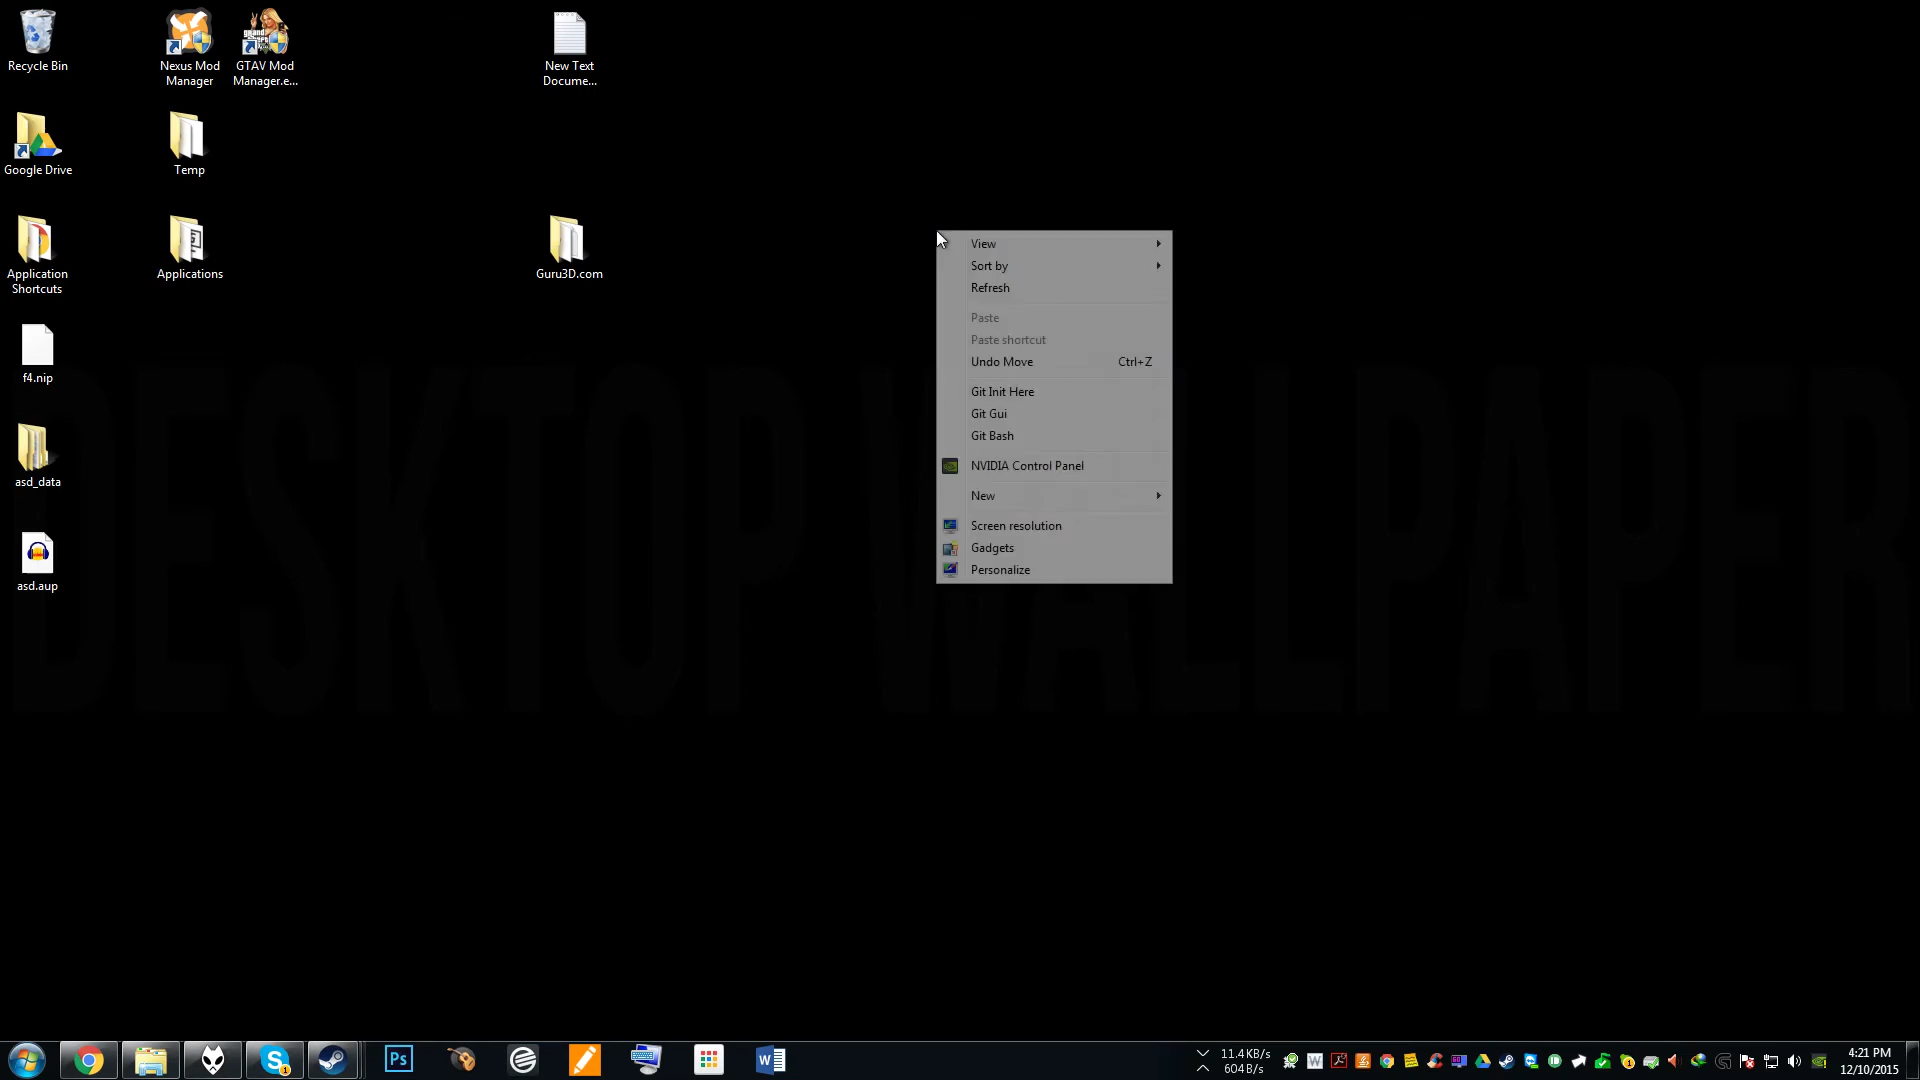 Recycle Bin
Nexus Mod
Manager
GTAV Mod
Manager.e...
New Text
Docume...
Google Drive
Temp
Application
Shortcuts
Applications
Guru3D.com
f4.nip
asd_data
asd.aup
View
Sort by
Refresh
Paste
Paste shortcut
Undo Move Ctrl+Z
Git Init Here
Git Gui
Git Bash
NVIDIA Control Panel
New
Screen resolution
Gadgets
Personalize
DESKTOP WALLPAPER
Ps
11.4 KB/s
604 B/s
4:21 PM
12/10/2015